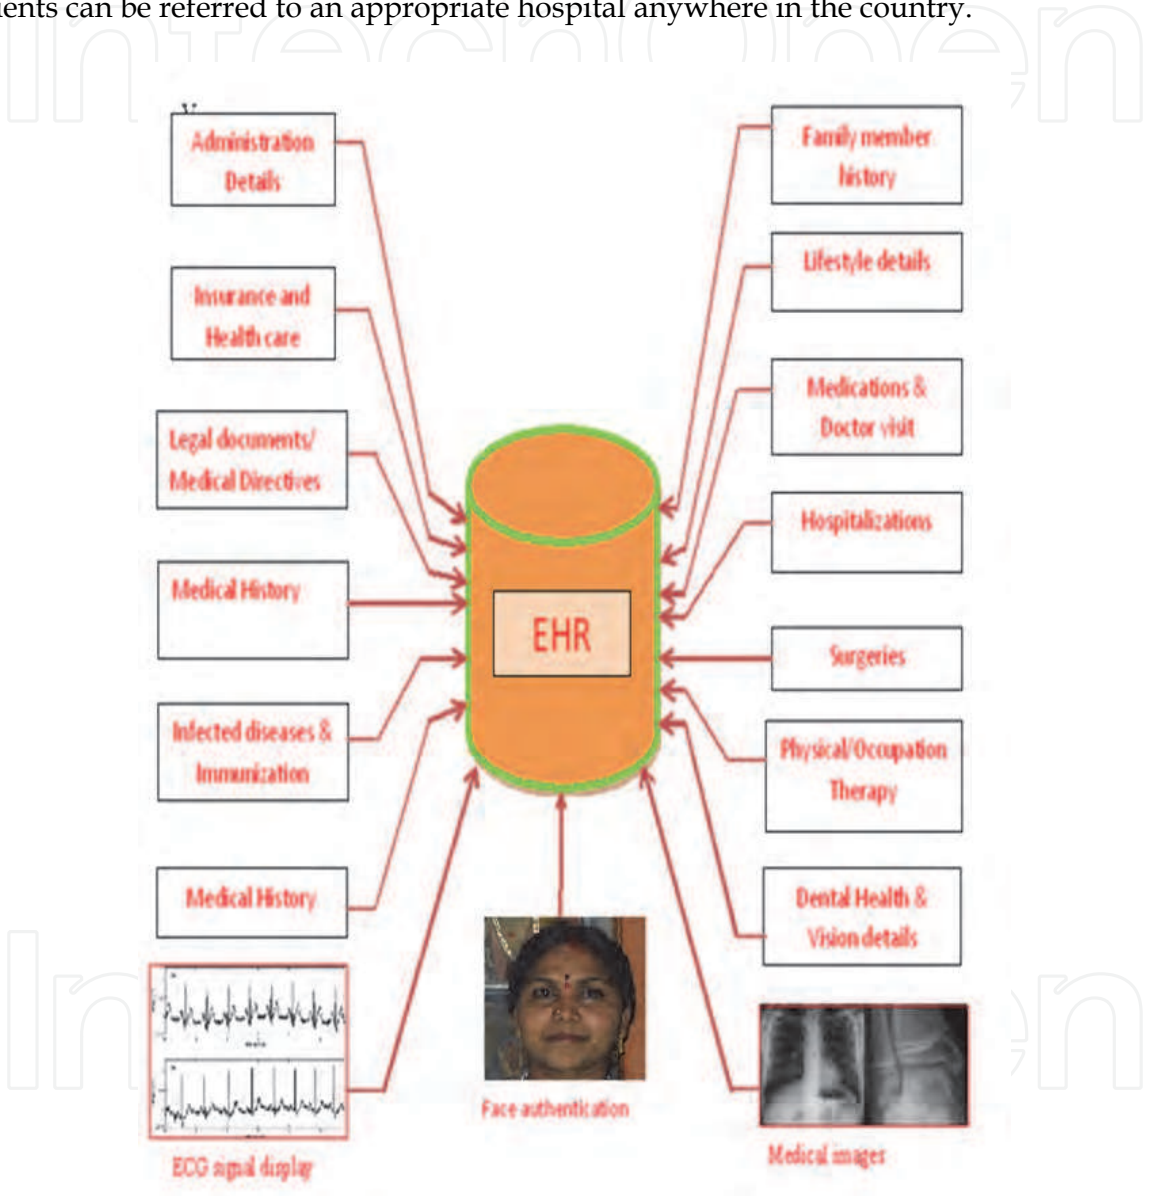 ients can be referred to an appropriate hospital anywhere in the country.
IntechOpen
Administration
Details
Insurance and
Health care
Legal documents/
Medical Directives
Medical History
Infected diseases &
Immunization
Medical History
ECG signal display
EHR
Face authentication
Family member
history
Lifestyle details
Medications &
Doctor visit
Hospitalizations
Surgeries
Physical/Occupation
Therapy
Dental Health &
Vision details
Medical images